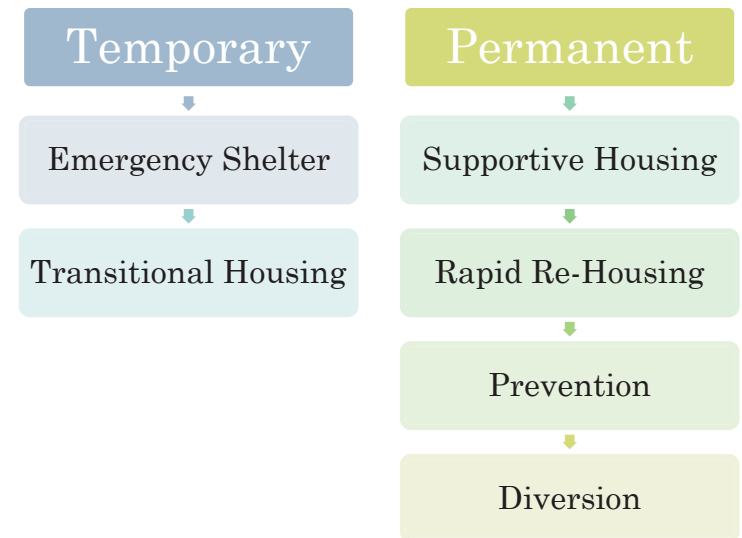 Temporary
Emergency Shelter
Transitional Housing
Permanent
Supportive Housing
Rapid Re-Housing
Prevention
Diversion